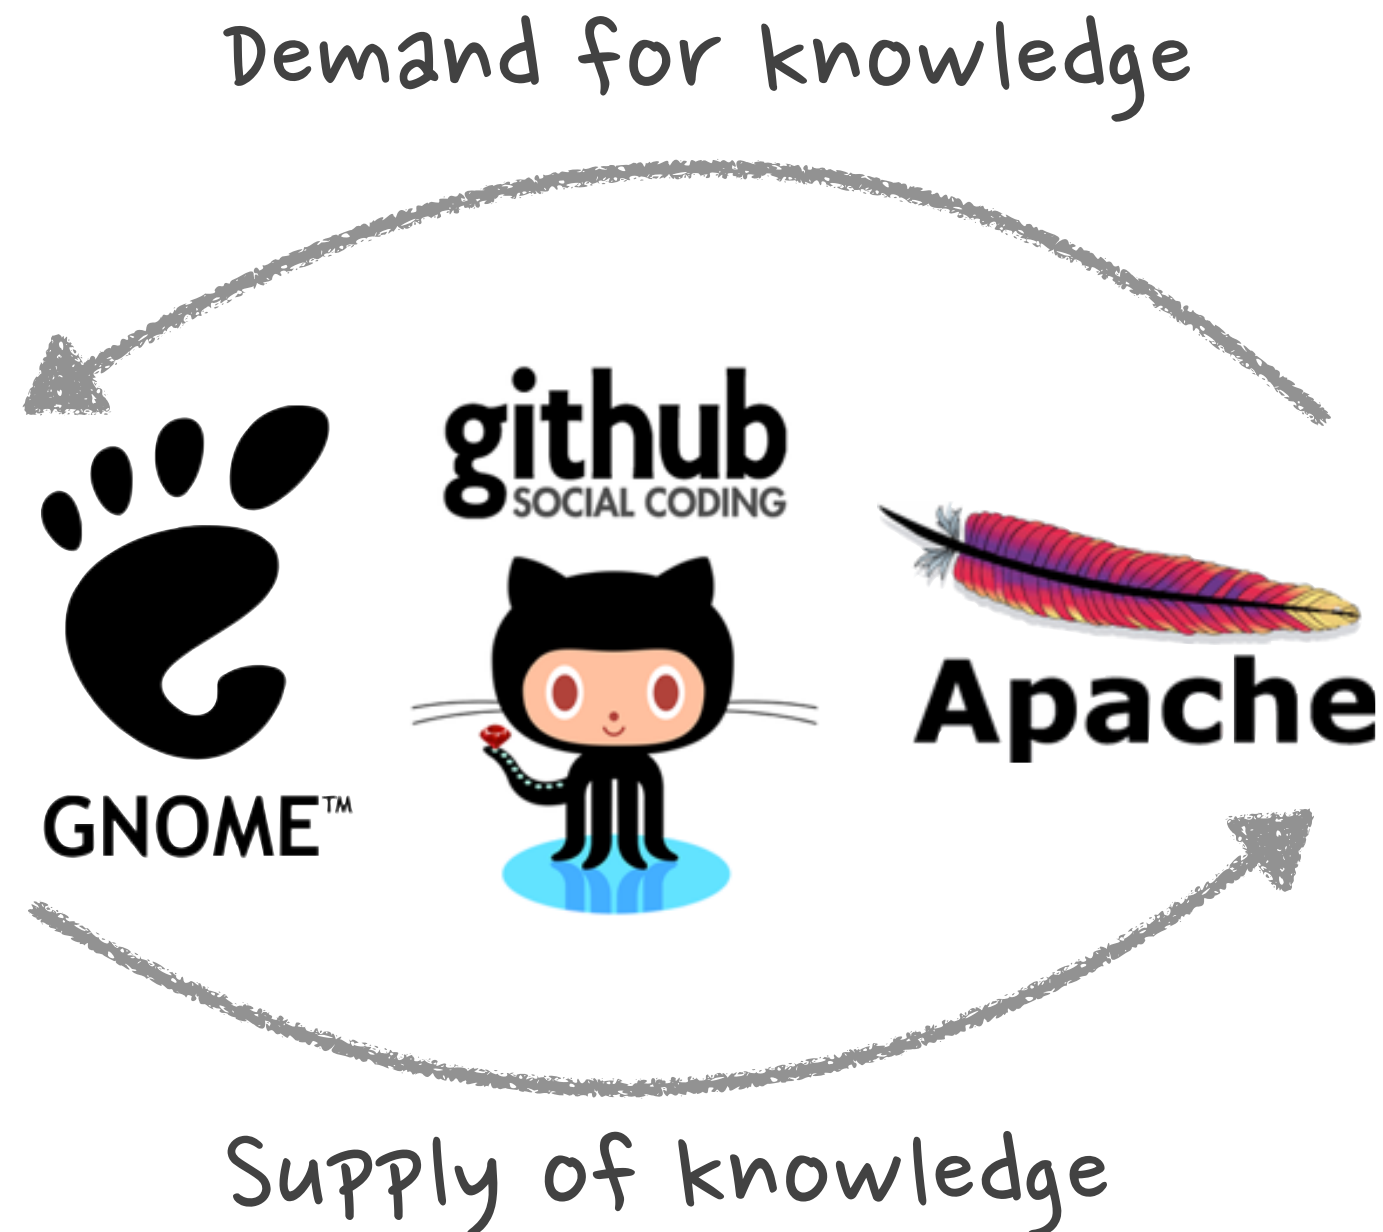 Demand for knowledge
github
SOCIAL CODING
Apache
GNOME™
Supply of knowledge